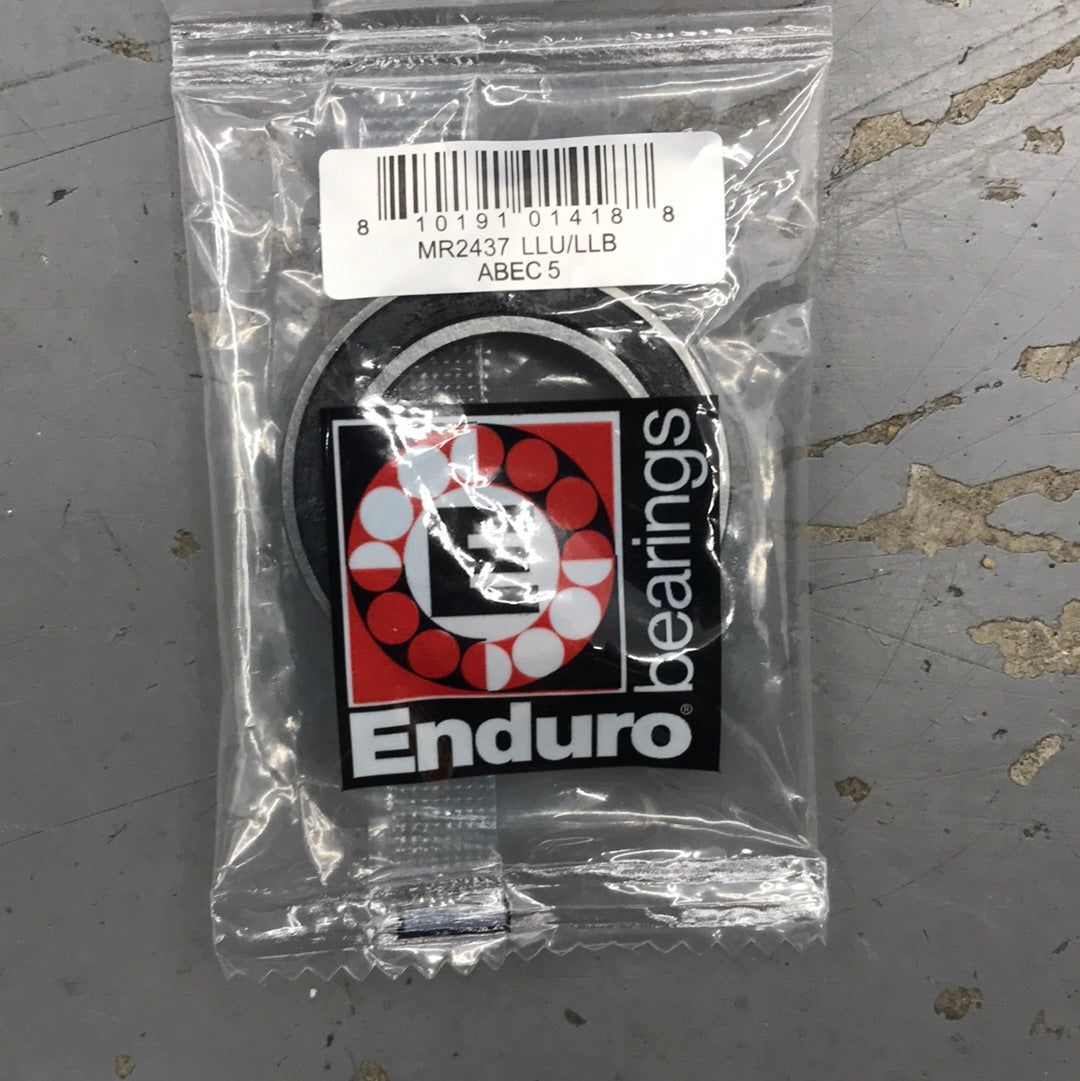 8 10191 01418 8
MR2437 LLU/LLB
ABEC 5
bearings
Enduro®